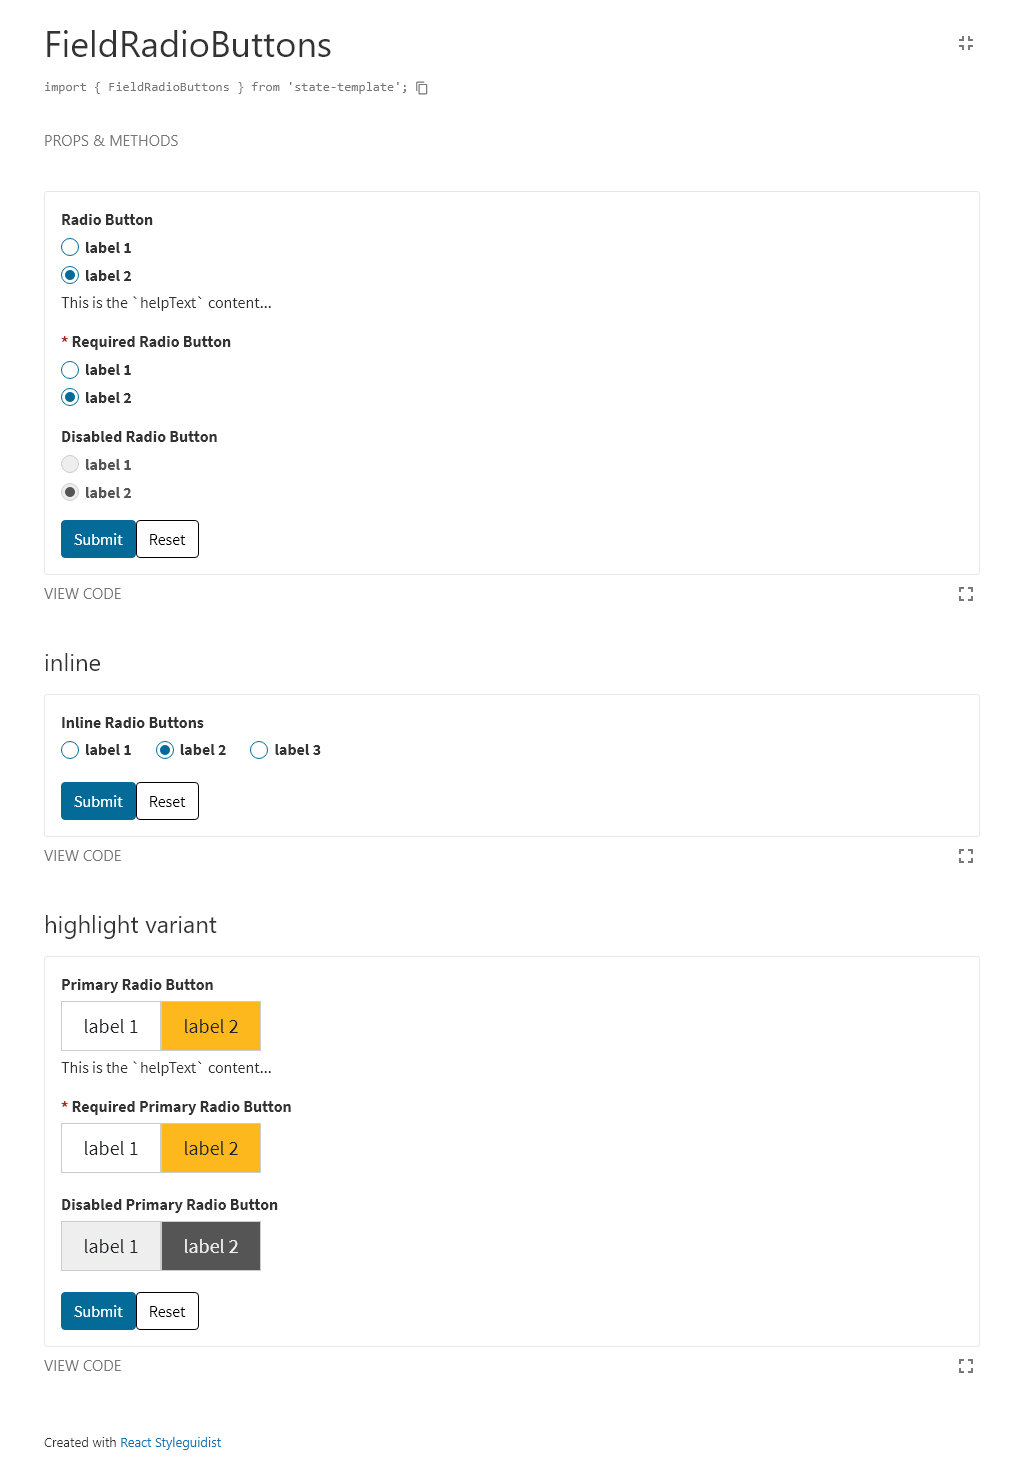 FieldRadioButtons
import { FieldRadioButtons } from 'state-template';
PROPS & METHODS
Radio Button
label 1
label 2
This is the `helpText` content...
* Required Radio Button
label 1
label 2
Disabled Radio Button
label 1
label 2
Submit Reset
VIEW CODE
inline
Inline Radio Buttons
label 1 label 2 label 3
Submit Reset
VIEW CODE
highlight variant
Primary Radio Button
label 1 label 2
This is the `helpText` content...
* Required Primary Radio Button
label 1 label 2
Disabled Primary Radio Button
label 1 label 2
Submit Reset
VIEW CODE
Created with React Styleguidist